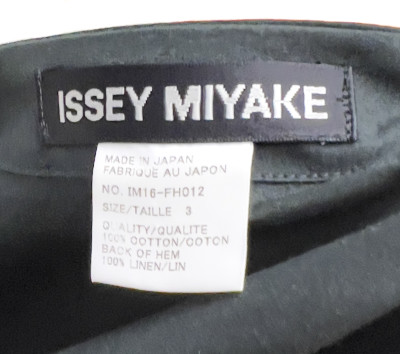 ISSEY MIYAKE
MADE IN JAPAN
FABRIQUE AU JAPON
NO. IM16-FH012
SIZE/TAILLE 3
QUALITY/QUALITE
100% COTTON/COTON
BACK OF HEM
100% LINEN/LIN